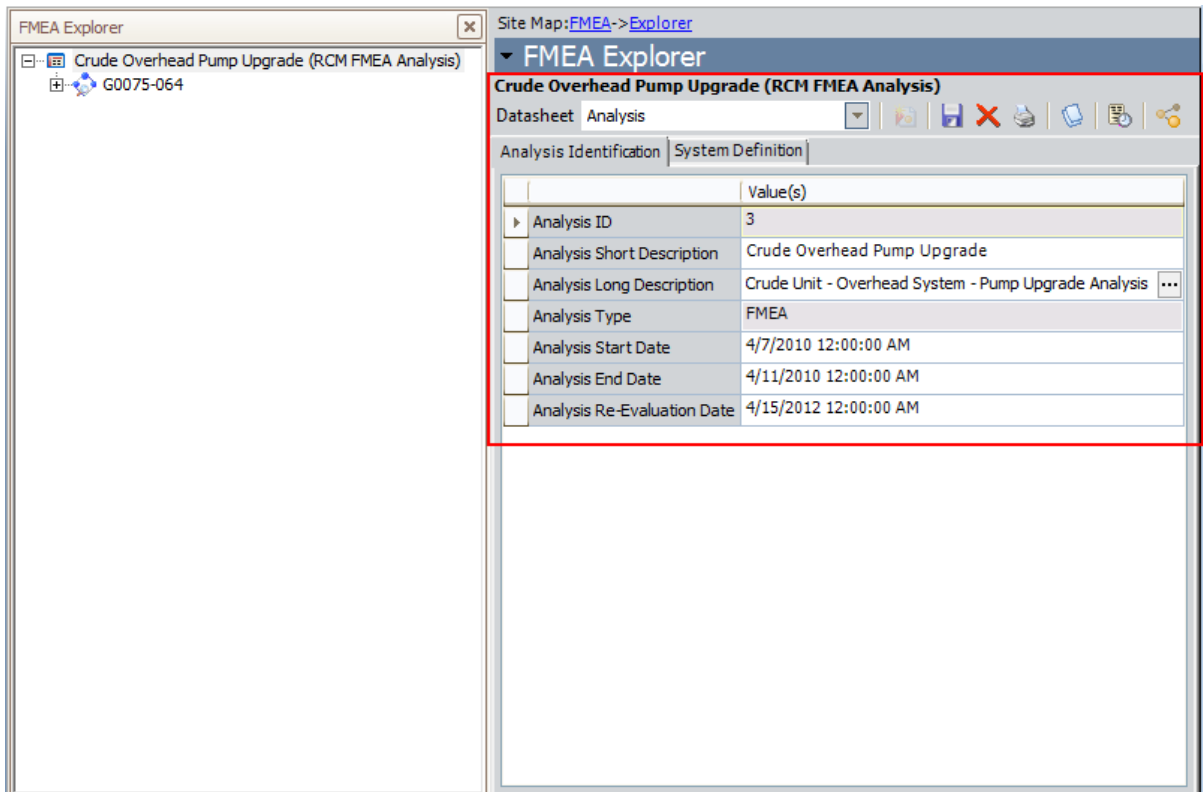 FMEA Explorer
Crude Overhead Pump Upgrade (RCM FMEA Analysis)
G0075-064
Site Map:FMEA->Explorer
FMEA Explorer
Crude Overhead Pump Upgrade (RCM FMEA Analysis)
Datasheet Analysis
Analysis Identification System Definition
Value(s)
Analysis ID 3
Analysis Short Description Crude Overhead Pump Upgrade
Analysis Long Description Crude Unit - Overhead System - Pump Upgrade Analysis ...
Analysis Type FMEA
Analysis Start Date 4/7/2010 12:00:00 AM
Analysis End Date 4/11/2010 12:00:00 AM
Analysis Re-Evaluation Date 4/15/2012 12:00:00 AM